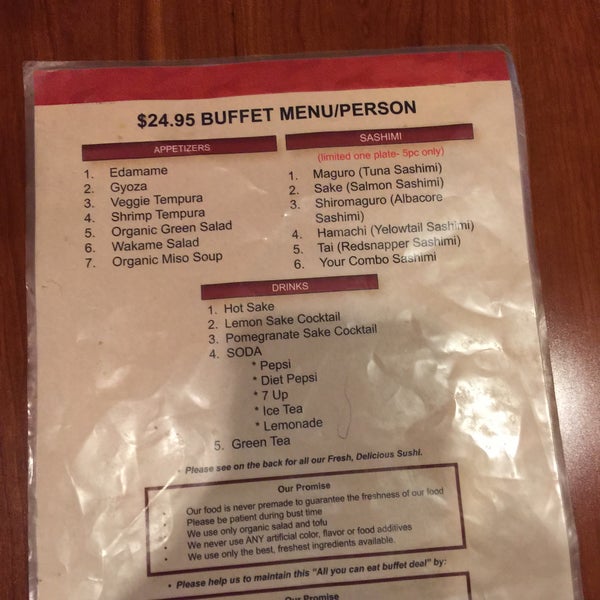 $24.95 BUFFET MENU/PERSON
APPETIZERS
1. Edamame
2. Gyoza
3. Veggie Tempura
4. Shrimp Tempura
5. Organic Green Salad
6. Wakame Salad
7. Organic Miso Soup
SASHIMI
(limited one plate- 5pc only)
1. Maguro (Tuna Sashimi)
2. Sake (Salmon Sashimi)
3. Shiromaguro (Albacore
Sashimi)
4. Hamachi (Yelowtail Sashimi)
5. Tai (Redsnapper Sashimi)
6. Your Combo Sashimi
DRINKS
1. Hot Sake
2. Lemon Sake Cocktail
3. Pomegranate Sake Cocktail
4. SODA
* Pepsi
* Diet Pepsi
* 7 Up
* Ice Tea
* Lemonade
5. Green Tea
• Please see on the back for all our Fresh, Delicious Sushi.
Our Promise
• Our food is never premade to guarantee the freshness of our food
• Please be patient during bust time
• We use only organic salad and tofu
• We never use ANY artificial color, flavor or food additives
• We use only the best, freshest ingredients available.
• Please help us to maintain this "All you can eat buffet deal" by:
Our Promise